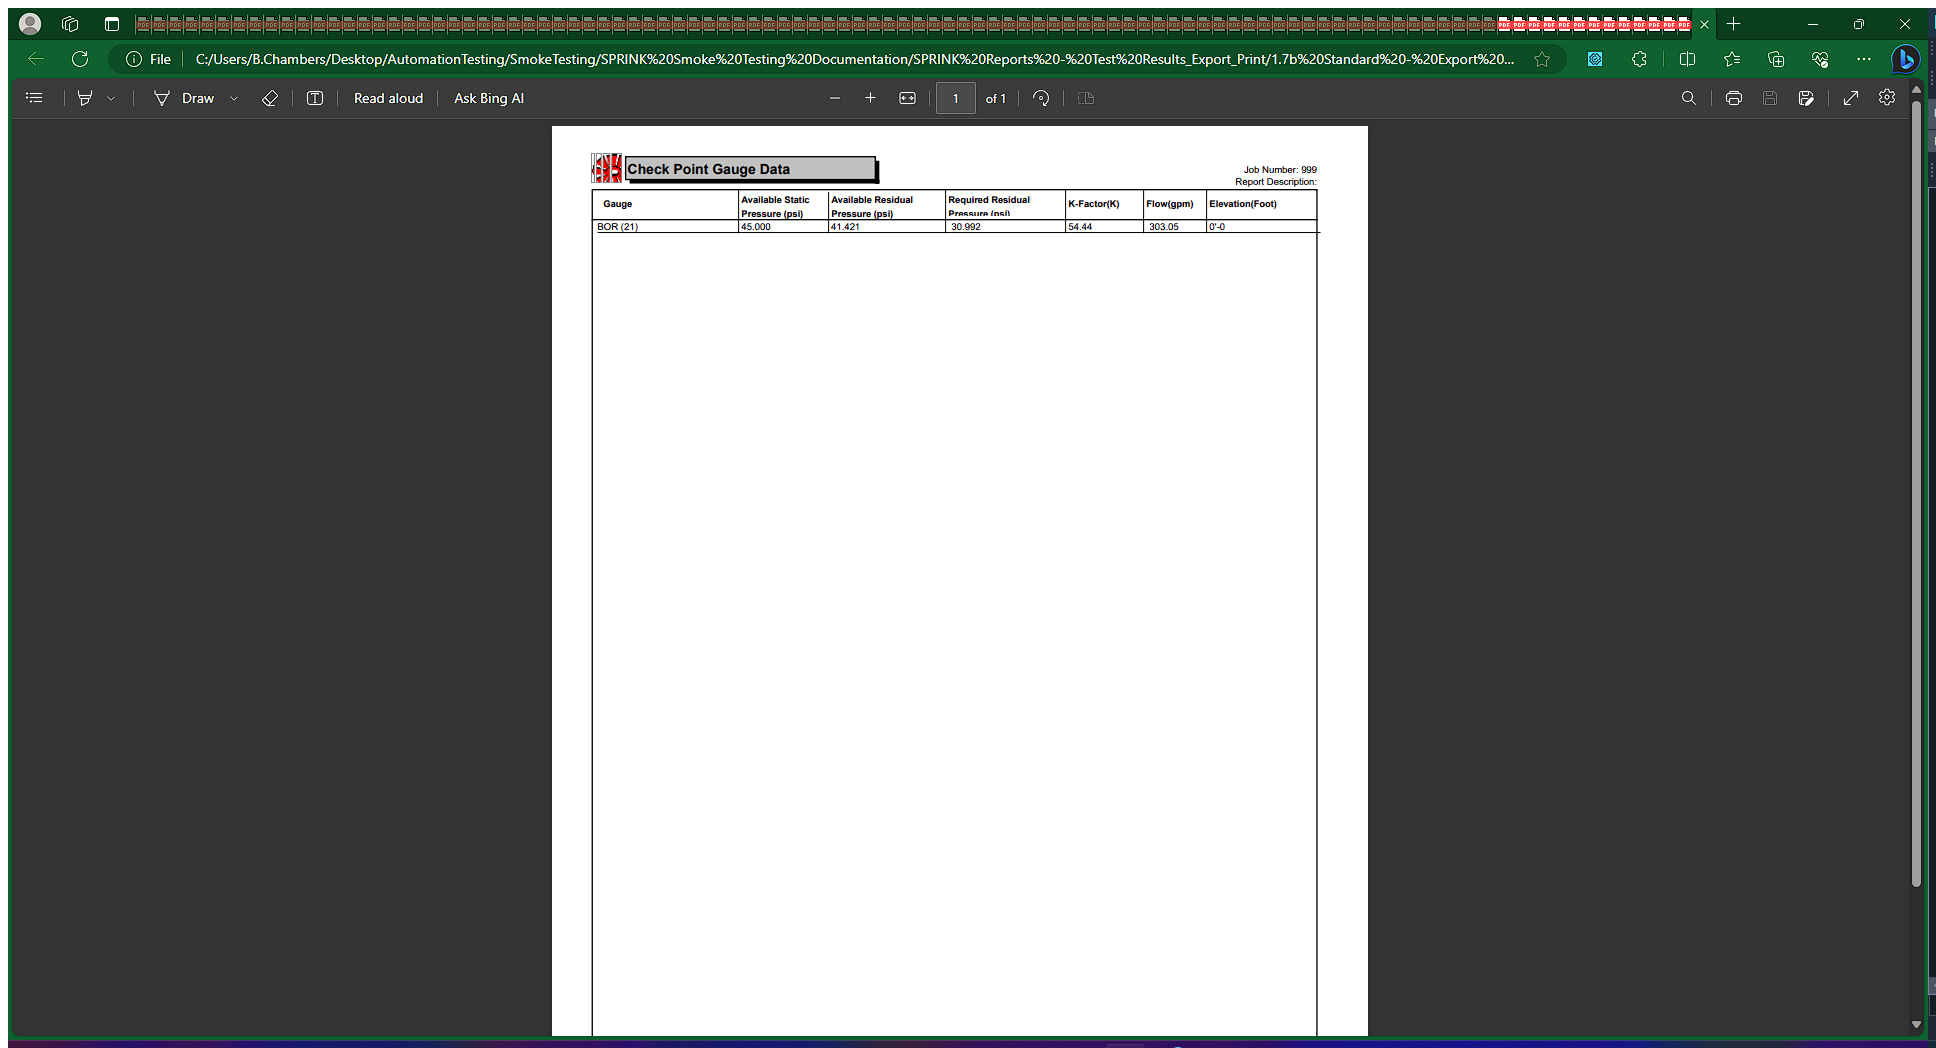 File C:/Users/B.Chambers/Desktop/AutomationTesting/SmokeTesting/SPRINK%20Smoke%20Testing%20Documentation/SPRINK%20Reports%20-%20Test%20Results_Export_Print/1.7b%20Standard%20-%20Export%20...
Draw Read aloud Ask Bing AI 1 of 1
Check Point Gauge Data
Job Number: 999
Report Description:
Gauge Available Static Pressure (psi) Available Residual Pressure (psi) Required Residual Pressure (psi) K-Factor(K) Flow(gpm) Elevation(Foot)
BOR (21) 45.000 41.421 30.992 54.44 303.05 0'-0